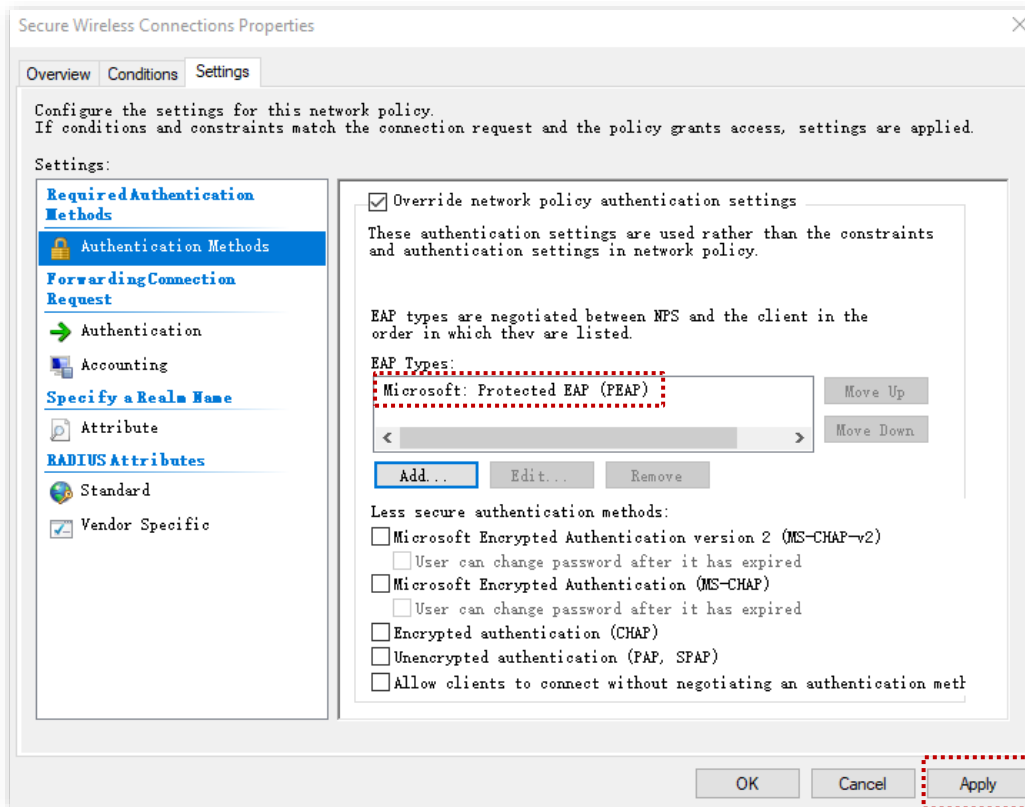 Secure Wireless Connections Properties
Overview Conditions Settings
Configure the settings for this network policy.
If conditions and constraints match the connection request and the policy grants access, settings are applied.
Settings:
Required Authentication
Methods
Authentication Methods
Forwarding Connection
Request
Authentication
Accounting
Specify a Realm Name
Attribute
RADIUS Attributes
Standard
Vendor Specific
Override network policy authentication settings
These authentication settings are used rather than the constraints
and authentication settings in network policy.
EAP types are negotiated between NPS and the client in the
order in which they are listed.
EAP Types:
Microsoft: Protected EAP (PEAP)
Move Up
Move Down
Add... Edit... Remove
Less secure authentication methods:
Microsoft Encrypted Authentication version 2 (MS-CHAP-v2)
User can change password after it has expired
Microsoft Encrypted Authentication (MS-CHAP)
User can change password after it has expired
Encrypted authentication (CHAP)
Unencrypted authentication (PAP, SPAP)
Allow clients to connect without negotiating an authentication meth
OK Cancel Apply